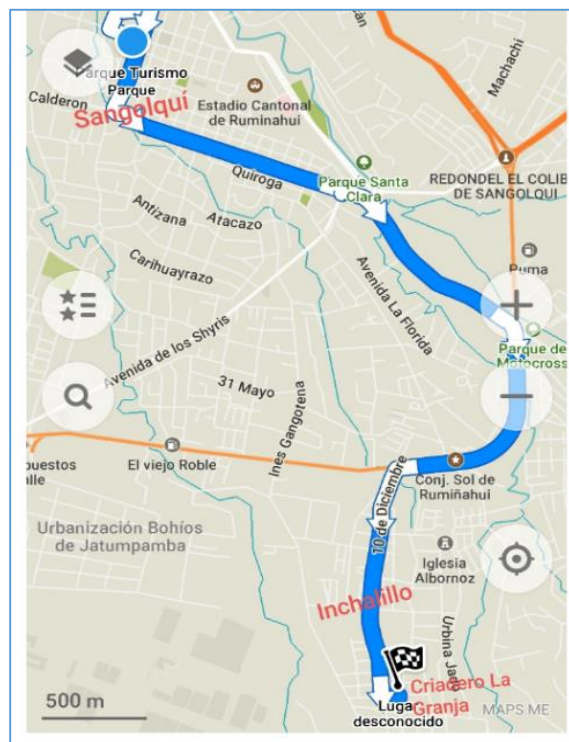 Parque Turismo
Parque
Calderon
Sangolquí
Estadio Cantonal
de Ruminahui
Machachi
REDONDEL EL COLIB
DE SANGOLQUI
Quiroga
Parque Santa
Clara
Antizana
Atacazo
Carihuayrazo
Puma
Avenida La Florida
Avenida de los Shyris
Parque de
Motocross
31 Mayo
Ines Gangotena
puestos
alle
El viejo Roble
10 de Diciembre
Conj. Sol de
Rumiñahui
Urbanización Bohíos
de Jatumpamba
Iglesia
Albornoz
Inchalillo
Urbina Jado
Criadero La
Granja
500 m
Lugar
desconocido
MAPS.ME